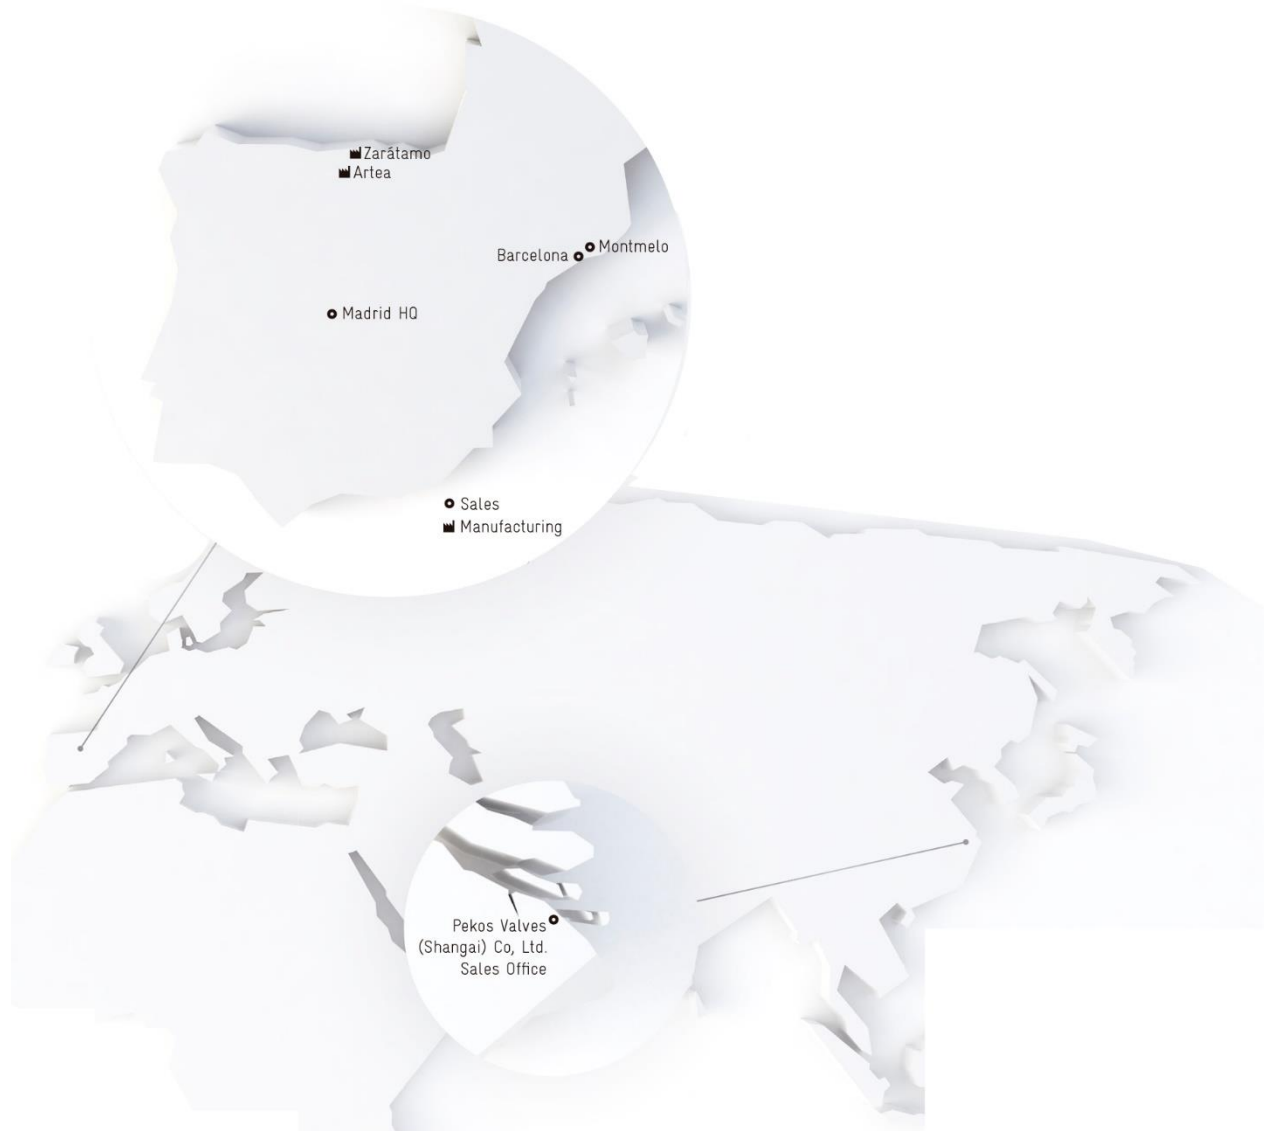 Zarátamo
Artea
Montmelo
Barcelona
Madrid HQ
Sales
Manufacturing
Pekos Valves
(Shangai) Co, Ltd.
Sales Office